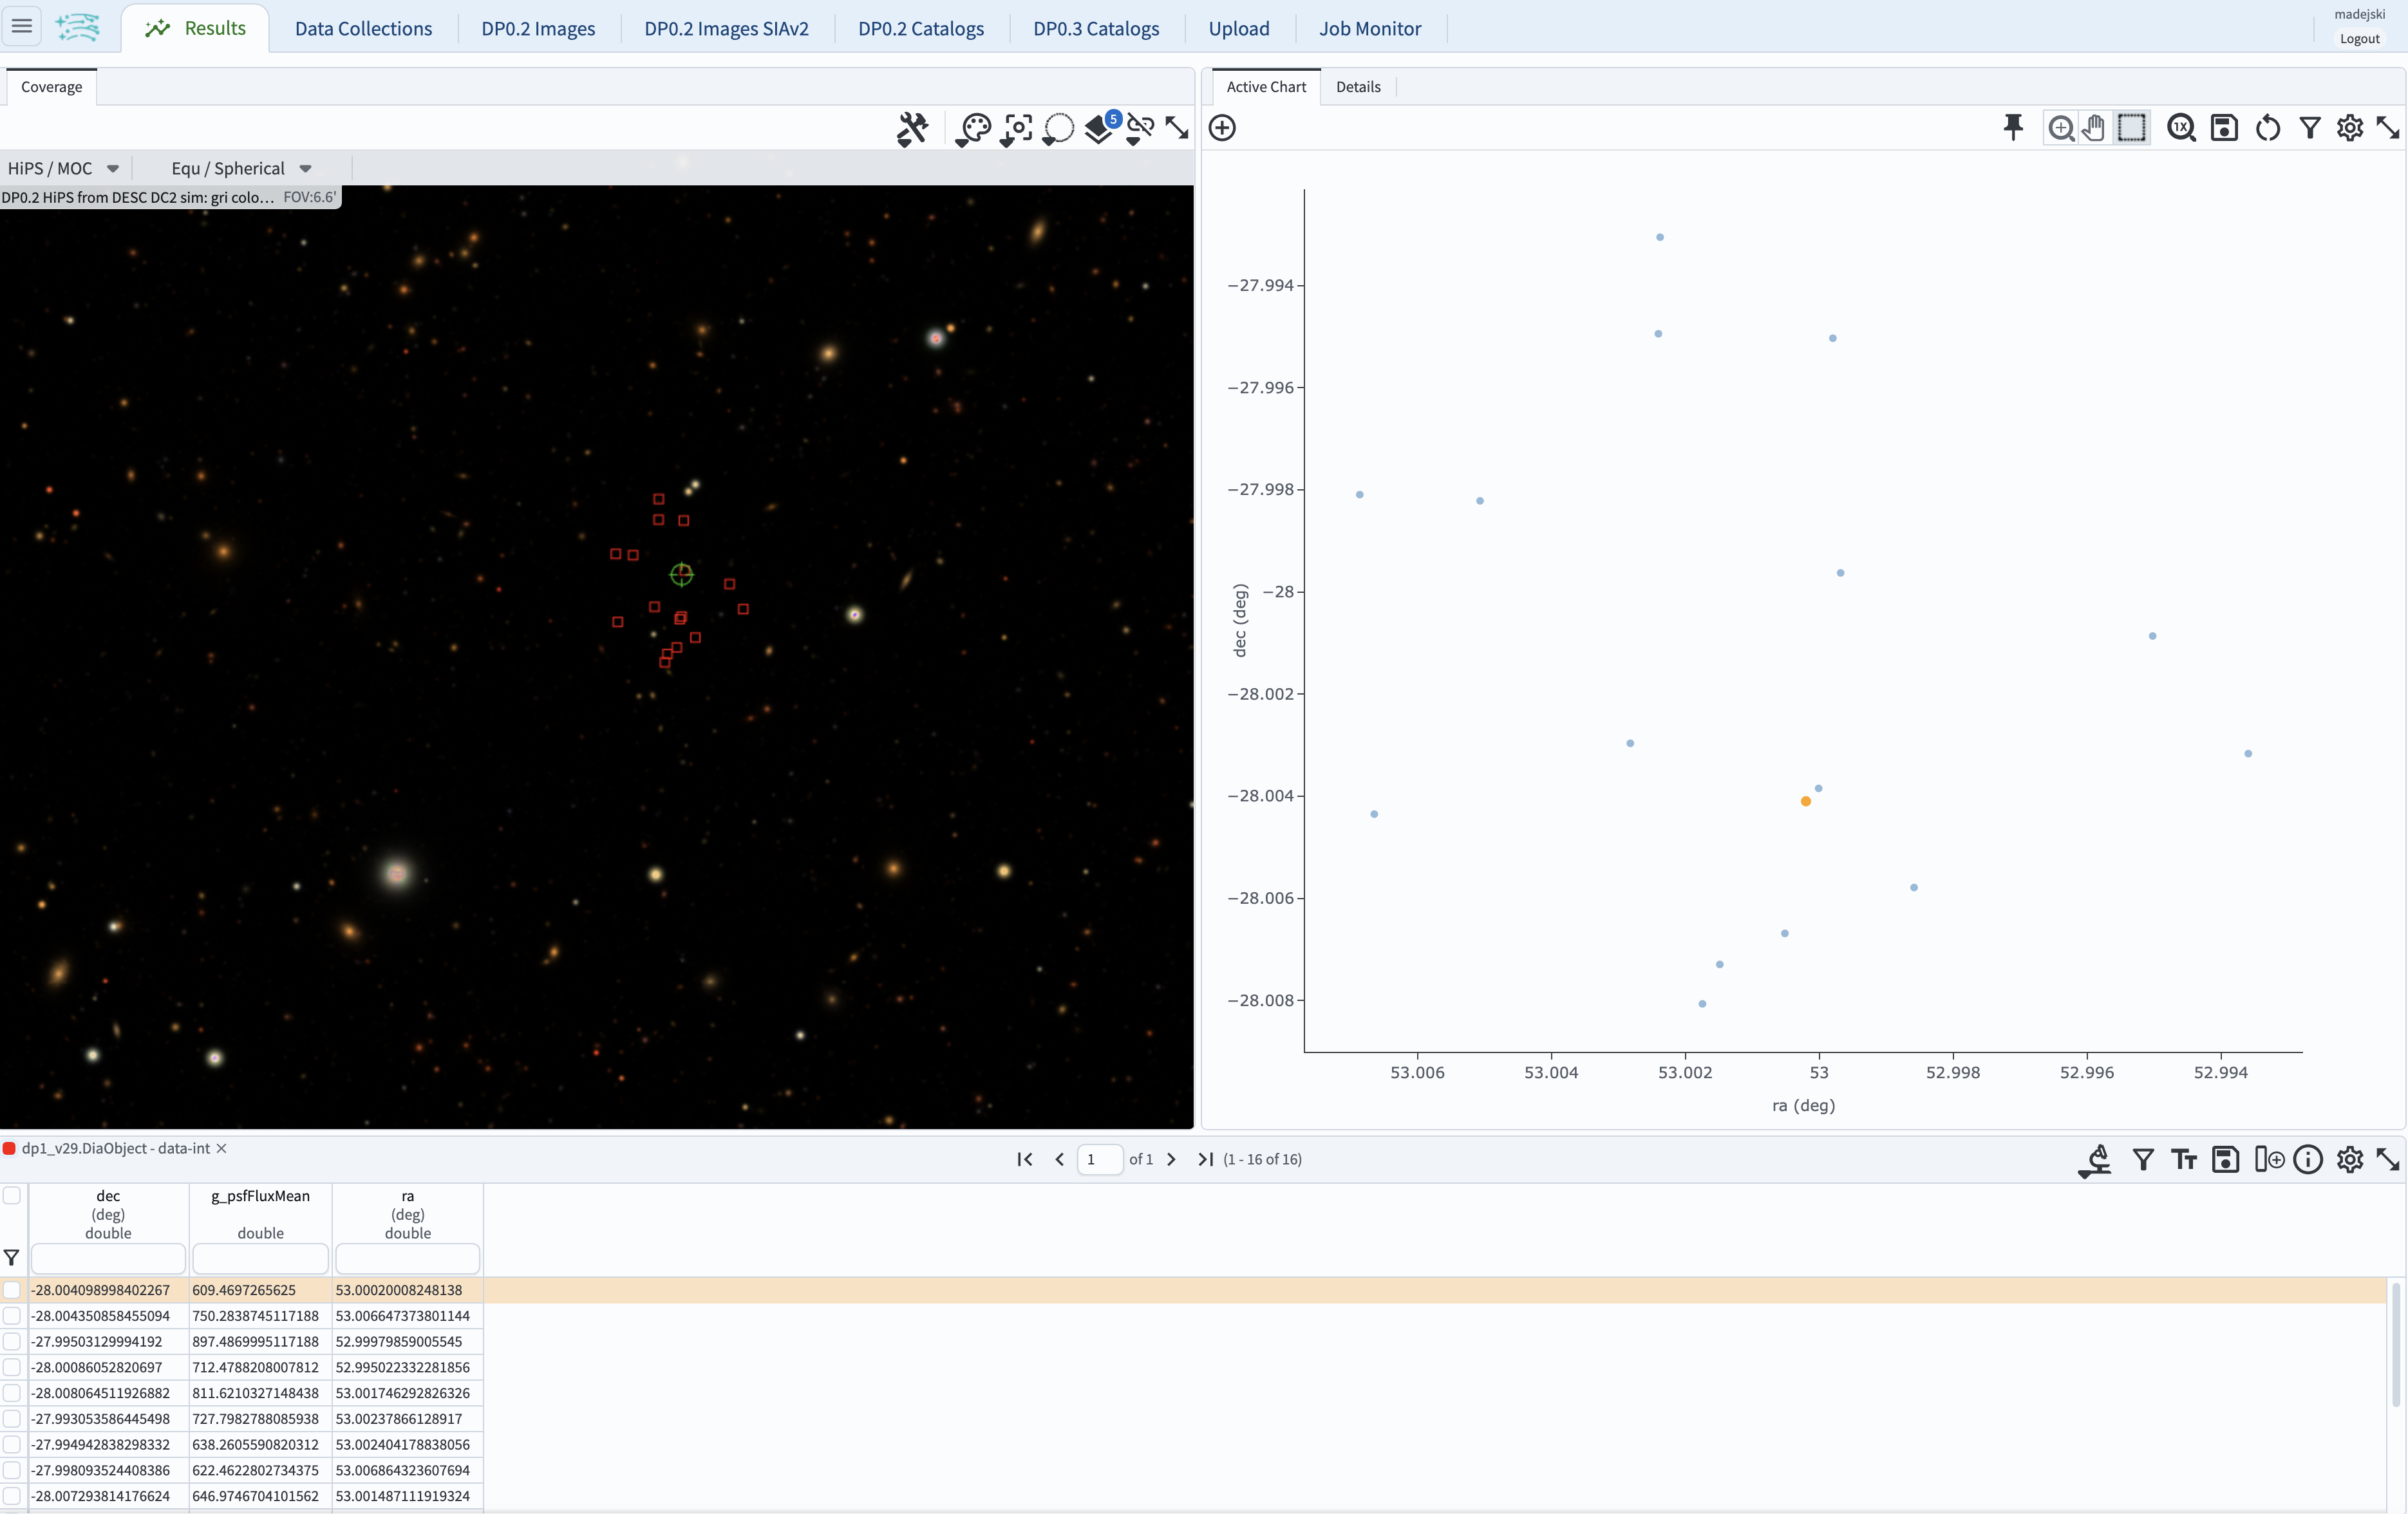 Results Data Collections DP0.2 Images DP0.2 Images SIAv2 DP0.2 Catalogs DP0.3 Catalogs Upload Job Monitor
madejski
Logout
Coverage
5
HiPS / MOC Equ / Spherical
DP0.2 HiPS from DESC DC2 sim: gri colo... FOV:6.6'
Active Chart Details
1X
−27.994
−27.996
−27.998
−28
−28.002
−28.004
−28.006
−28.008
dec (deg)
53.006 53.004 53.002 53 52.998 52.996 52.994
ra (deg)
dp1_v29.DiaObject - data-int
1 of 1 (1 - 16 of 16)
dec g_psfFluxMean ra
(deg) (deg)
double double double
-28.004098998402267 609.4697265625 53.00020008248138
-28.004350858455094 750.2838745117188 53.006647373801144
-27.99503129994192 897.4869995117188 52.99979859005545
-28.00086052820697 712.4788208007812 52.995022332281856
-28.008064511926882 811.6210327148438 53.001746292826326
-27.993053586445498 727.7982788085938 53.00237866128917
-27.994942838298332 638.2605590820312 53.002404178838056
-27.998093524408386 622.4622802734375 53.006864323607694
-28.007293814176624 646.9746704101562 53.001487111919324